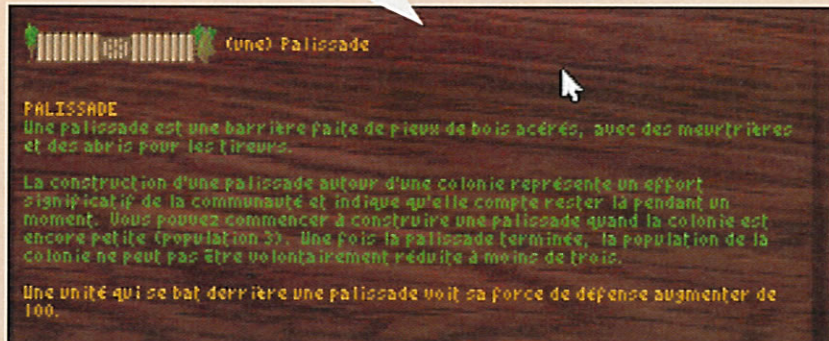 (une) Palissade
PALISSADE
Une palissade est une barrière faite de pieux de bois acérés, avec des meurtrières
et des abris pour les tireurs.
La construction d'une palissade autour d'une colonie représente un effort
significatif de la communauté et indique qu'elle compte rester là pendant un
moment. Vous pouvez commencer à construire une palissade quand la colonie est
encore petite (population 3). Une fois la palissade terminée, la population de la
colonie ne peut pas être volontairement réduite à moins de trois.
Une unité qui se bat derrière une palissade voit sa force de défense augmenter de
100.